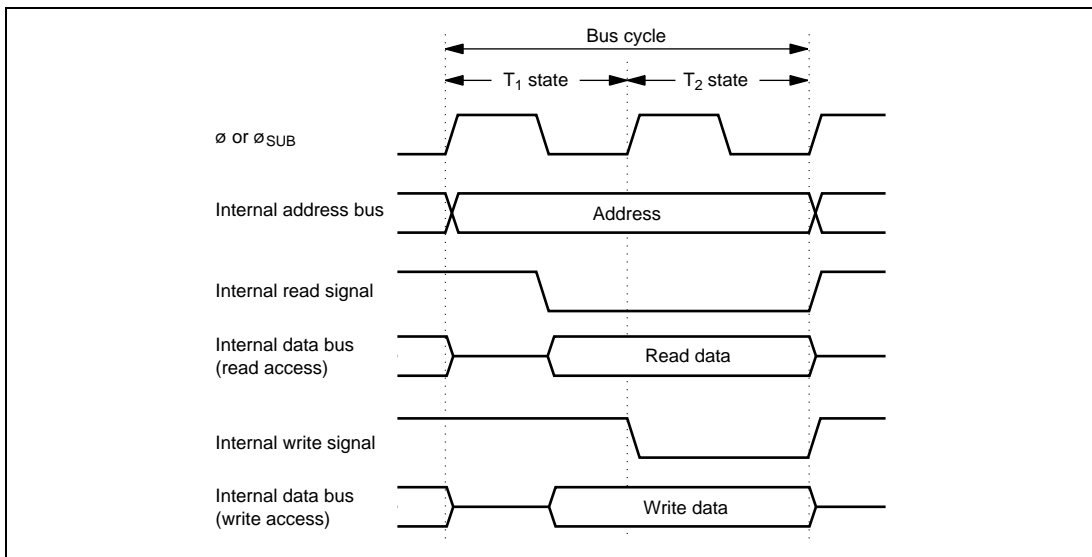 Bus cycle
T₁ state
T₂ state
ø or øSUB
Internal address bus
Address
Internal read signal
Internal data bus
(read access)
Read data
Internal write signal
Internal data bus
(write access)
Write data